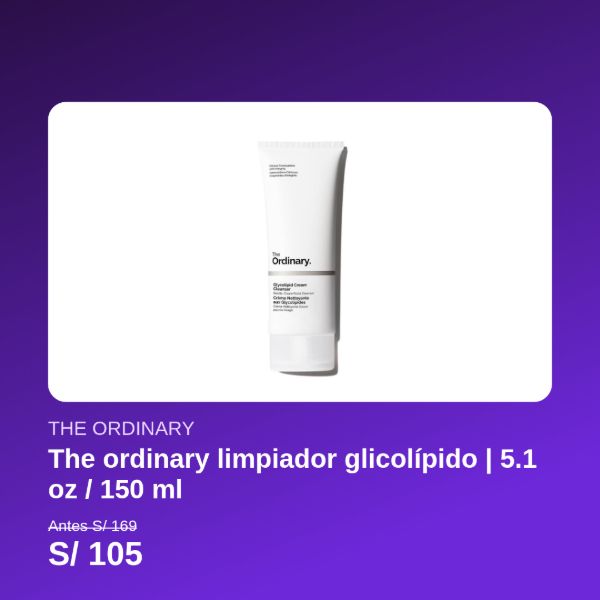 The
Ordinary.
Glycolipid Cream
Cleanser
Crème Nettoyante
aux Glycolipides
THE ORDINARY
The ordinary limpiador glicolípido | 5.1
oz / 150 ml
Antes S/ 169
S/ 105